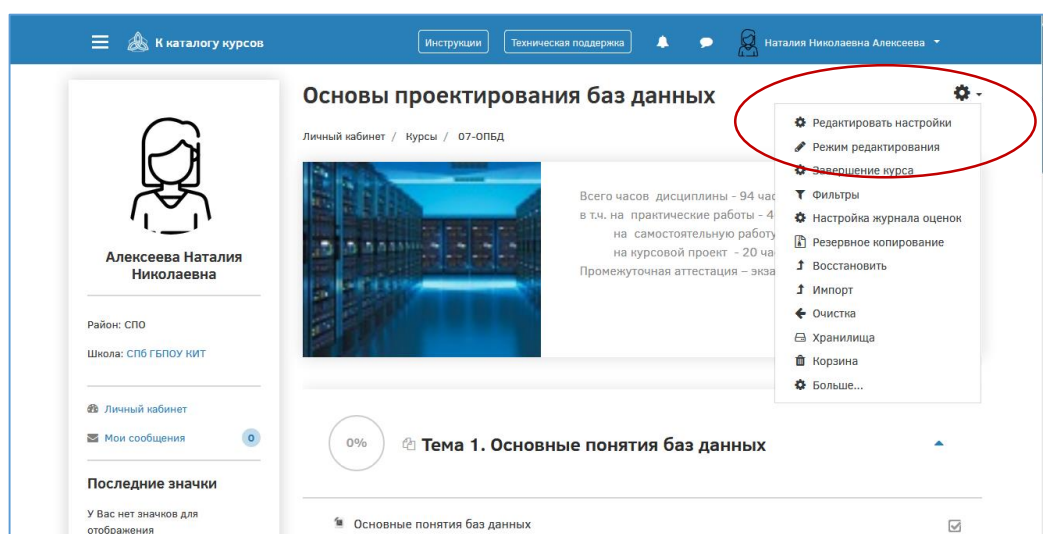 К каталогу курсов
Инструкции
Техническая поддержка
Наталия Николаевна Алексеева
Основы проектирования баз данных
Личный кабинет / Курсы / 07-ОПБД
Редактировать настройки
Режим редактирования
Завершение курса
Фильтры
Настройка журнала оценок
Резервное копирование
Восстановить
Импорт
Очистка
Хранилища
Корзина
Больше...
Всего часов дисциплины - 94
в т.ч. на практические работы - 4
на самостоятельную работу
на курсовой проект - 20
Промежуточная аттестация –
Алексеева Наталия
Николаевна
Район: СПО
Школа: СПб ГБПОУ КИТ
Личный кабинет
Мои сообщения 0
Последние значки
У Вас нет значков для
отображения
0%
Тема 1. Основные понятия баз данных
Основные понятия баз данных